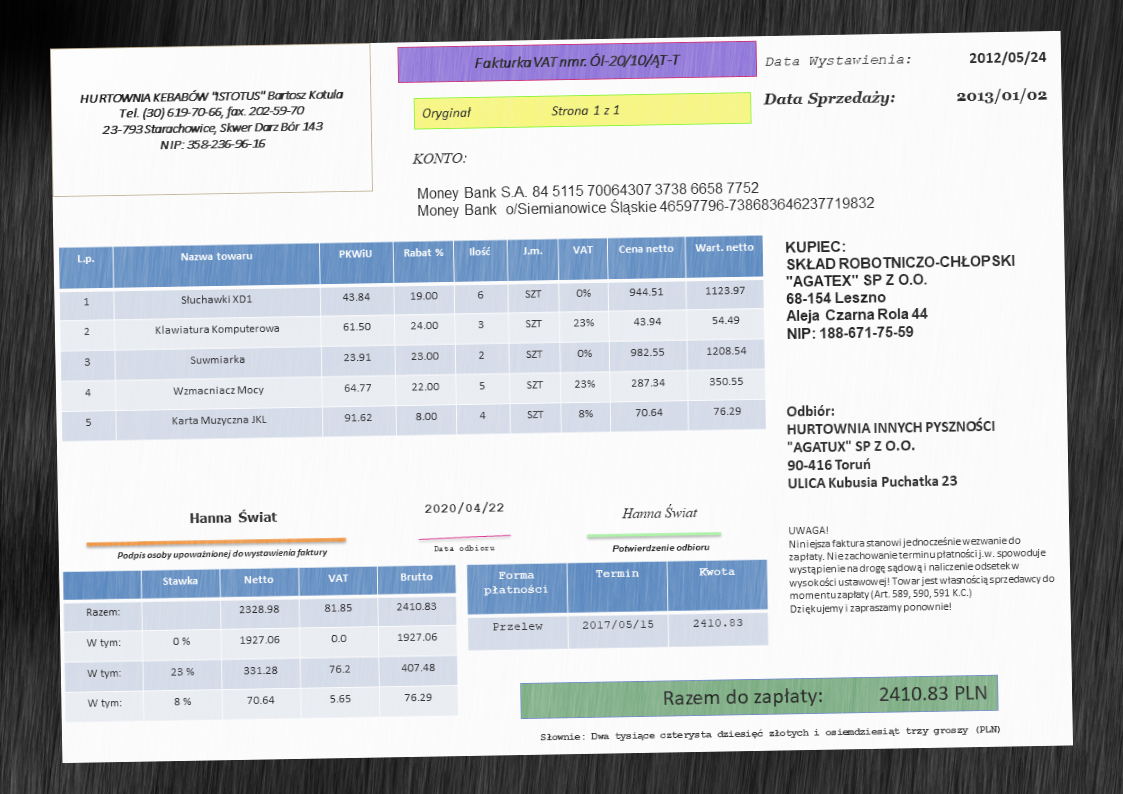 HURTOWNIA KEBABÓW "ISTOTUS" Bartosz Kotula
Tel. (30) 619-70-66, fax. 202-59-70
23-793 Starachowice, Skwer Darz Bór 143
NIP: 358-236-96-16
Fakturka VAT nmr. Ól-20/10/ĄT-T
Oryginał Strona 1 z 1
Data Wystawienia: 2012/05/24
Data Sprzedaży: 2013/01/02
KONTO:
Money Bank S.A. 84 5115 70064307 3738 6658 7752
Money Bank o/Siemianowice Śląskie 46597796-738683646237719832
L.p. Nazwa towaru PKWiU Rabat % Ilość J.m. VAT Cena netto Wart. netto
1 Słuchawki XD1 43.84 19.00 6 SZT 0% 944.51 1123.97
2 Klawiatura Komputerowa 61.50 24.00 3 SZT 23% 43.94 54.49
3 Suwmiarka 23.91 23.00 2 SZT 0% 982.55 1208.54
4 Wzmacniacz Mocy 64.77 22.00 5 SZT 23% 287.34 350.55
5 Karta Muzyczna JKL 91.62 8.00 4 SZT 8% 70.64 76.29
KUPIEC:
SKŁAD ROBOTNICZO-CHŁOPSKI
"AGATEX" SP Z O.O.
68-154 Leszno
Aleja Czarna Rola 44
NIP: 188-671-75-59
Odbiór:
HURTOWNIA INNYCH PYSZNOŚCI
"AGATUX" SP Z O.O.
90-416 Toruń
ULICA Kubusia Puchatka 23
Hanna Świat
Podpis osoby upoważnionej do wystawienia faktury
2020/04/22
Data odbioru
Hanna Świat
Potwierdzenie odbioru
UWAGA!
Niniejsza faktura stanowi jednocześnie wezwanie do
zapłaty. Nie zachowanie terminu płatności j.w. spowoduje
wystąpienie na drogę sądową i naliczenie odsetek w
wysokości ustawowej! Towar jest własnością sprzedawcy do
momentu zapłaty (Art. 589, 590, 591 K.C.)
Dziękujemy i zapraszamy ponownie!
Stawka Netto VAT Brutto
Razem: 2328.98 81.85 2410.83
W tym: 0 % 1927.06 0.0 1927.06
W tym: 23 % 331.28 76.2 407.48
W tym: 8 % 70.64 5.65 76.29
Forma płatności Termin Kwota
Przelew 2017/05/15 2410.83
Razem do zapłaty: 2410.83 PLN
Słownie: Dwa tysiące czterysta dziesięć złotych i osiemdziesiąt trzy groszy (PLN)